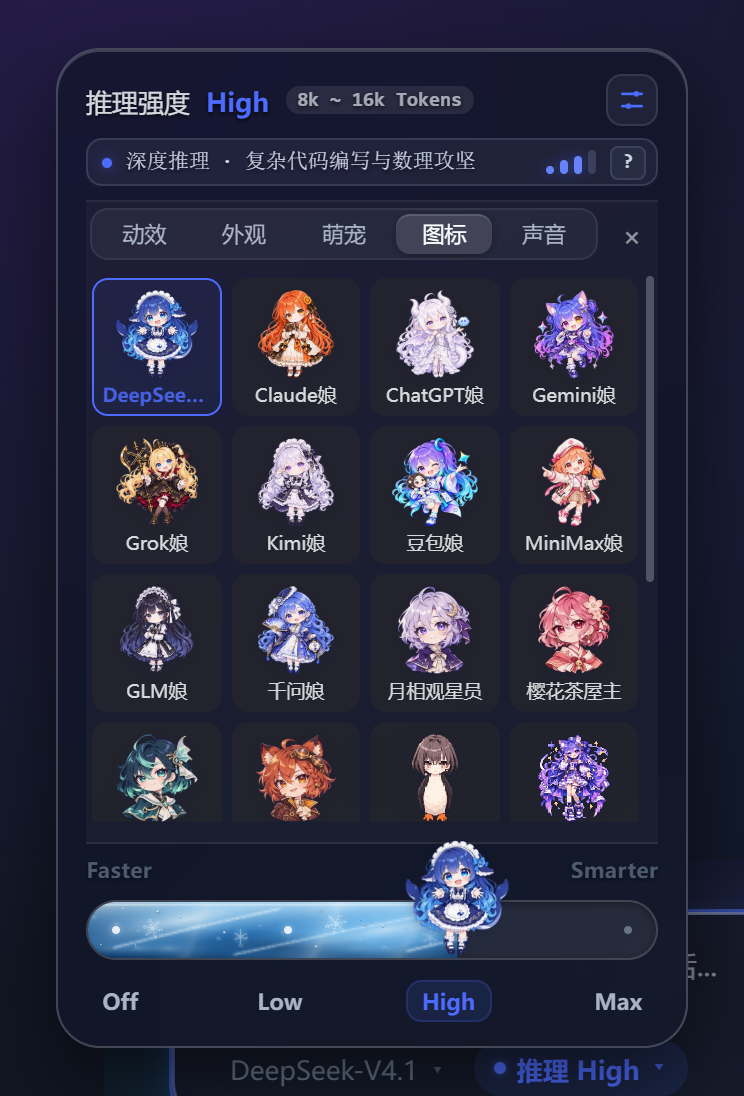 推理强度 High 8k ~ 16k Tokens
深度推理 · 复杂代码编写与数理攻坚 ?
动效 外观 萌宠 图标 声音 ×
DeepSee... Claude娘 ChatGPT娘 Gemini娘
Grok娘 Kimi娘 豆包娘 MiniMax娘
GLM娘 千问娘 月相观星员 樱花茶屋主
Faster Smarter
Off Low High Max
DeepSeek-V4.1 推理 High